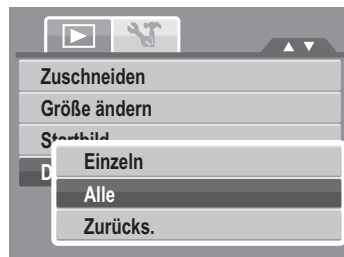 Zuschneiden
Größe ändern
Startbild
D
Einzeln
Alle
Zurücks.